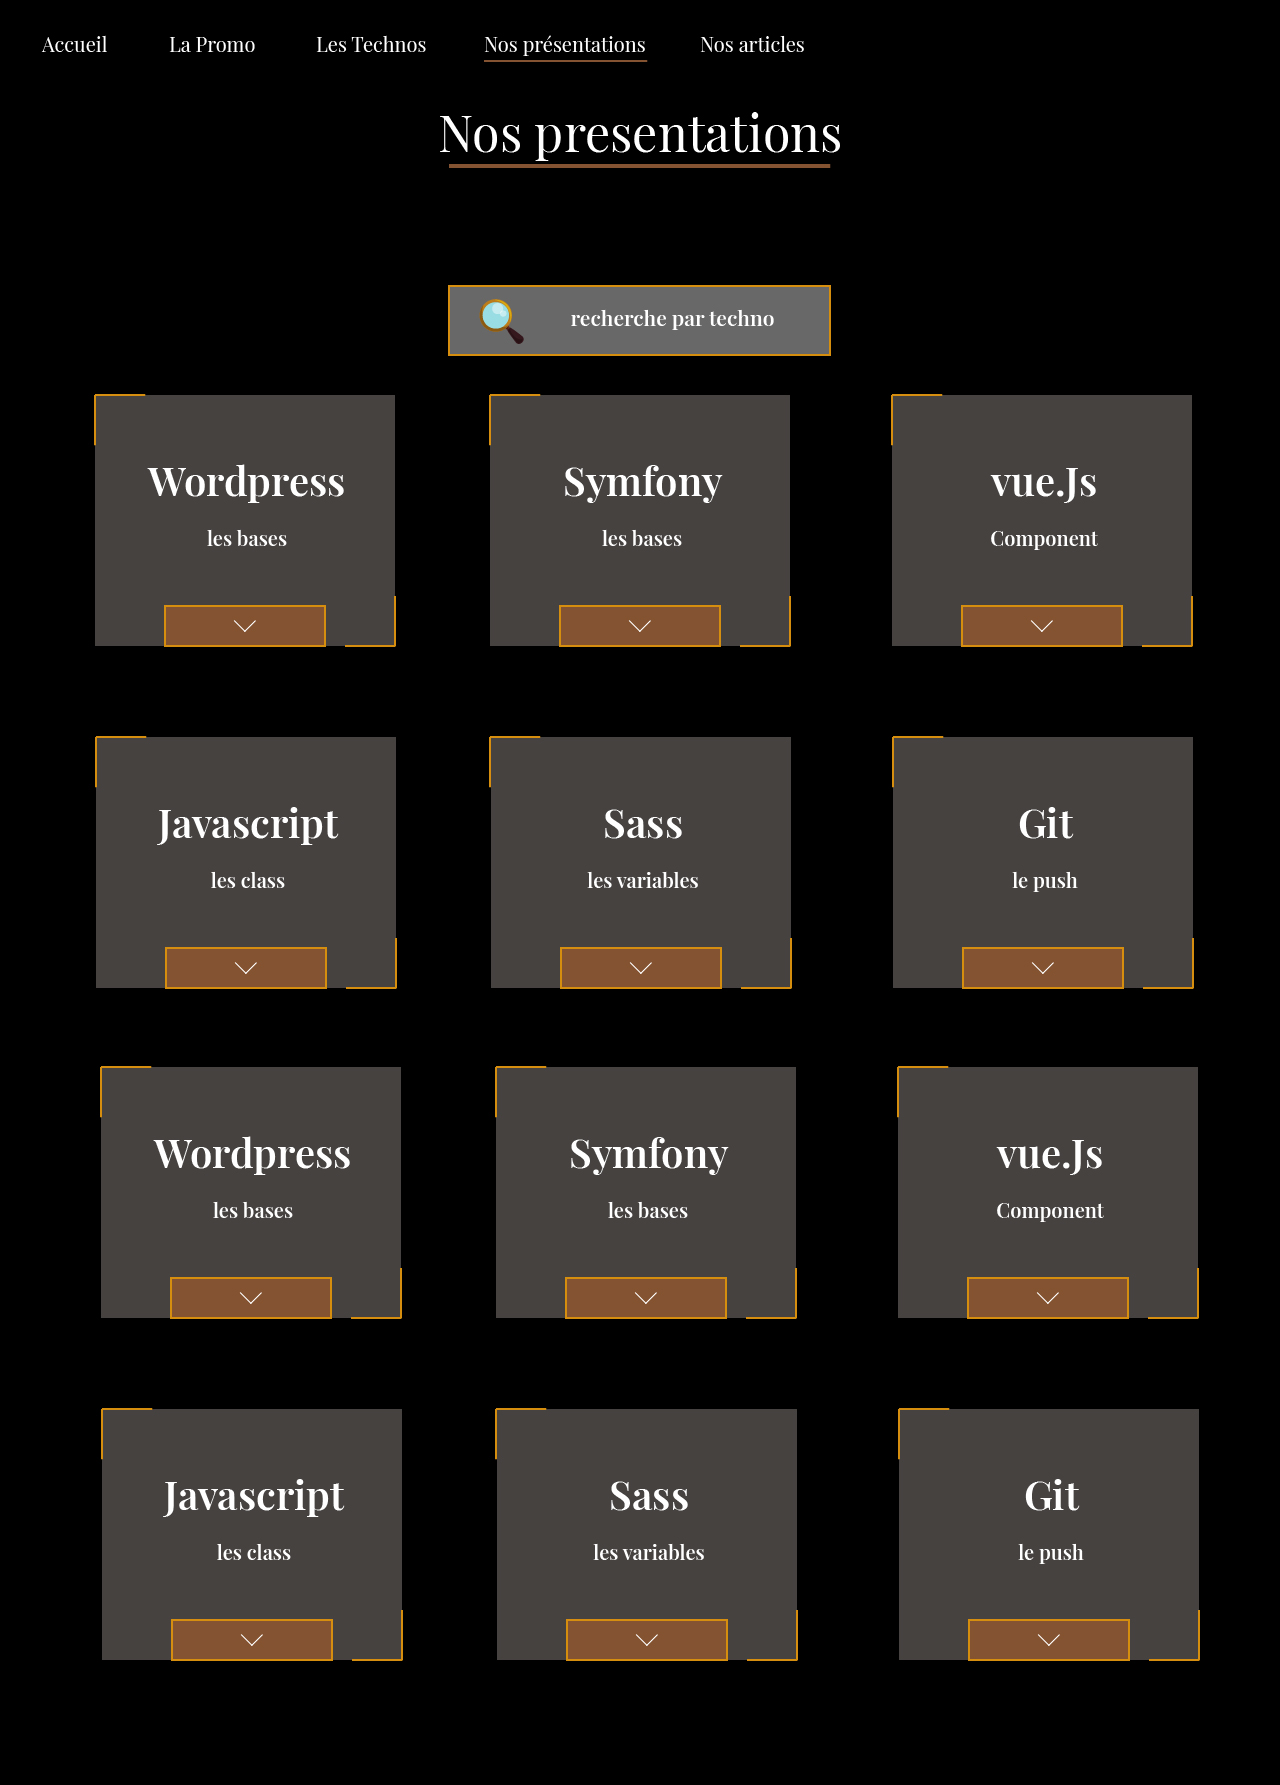 Accueil La Promo Les Technos Nos présentations Nos articles
Nos presentations
recherche par techno
Wordpress Symfony vue.Js
les bases les bases Component
Javascript Sass Git
les class les variables le push
Wordpress Symfony vue.Js
les bases les bases Component
Javascript Sass Git
les class les variables le push